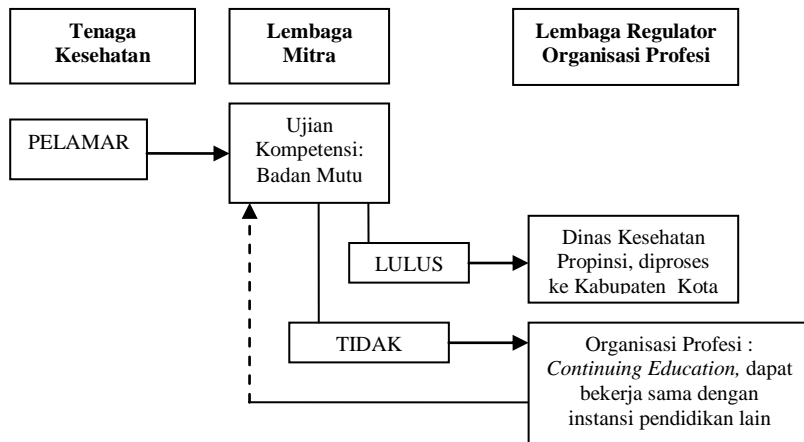 Tenaga
Kesehatan
Lembaga
Mitra
Lembaga Regulator
Organisasi Profesi
PELAMAR
Ujian
Kompetensi:
Badan Mutu
LULUS
Dinas Kesehatan
Propinsi, diproses
ke Kabupaten Kota
TIDAK
Organisasi Profesi :
Continuing Education, dapat
bekerja sama dengan
instansi pendidikan lain